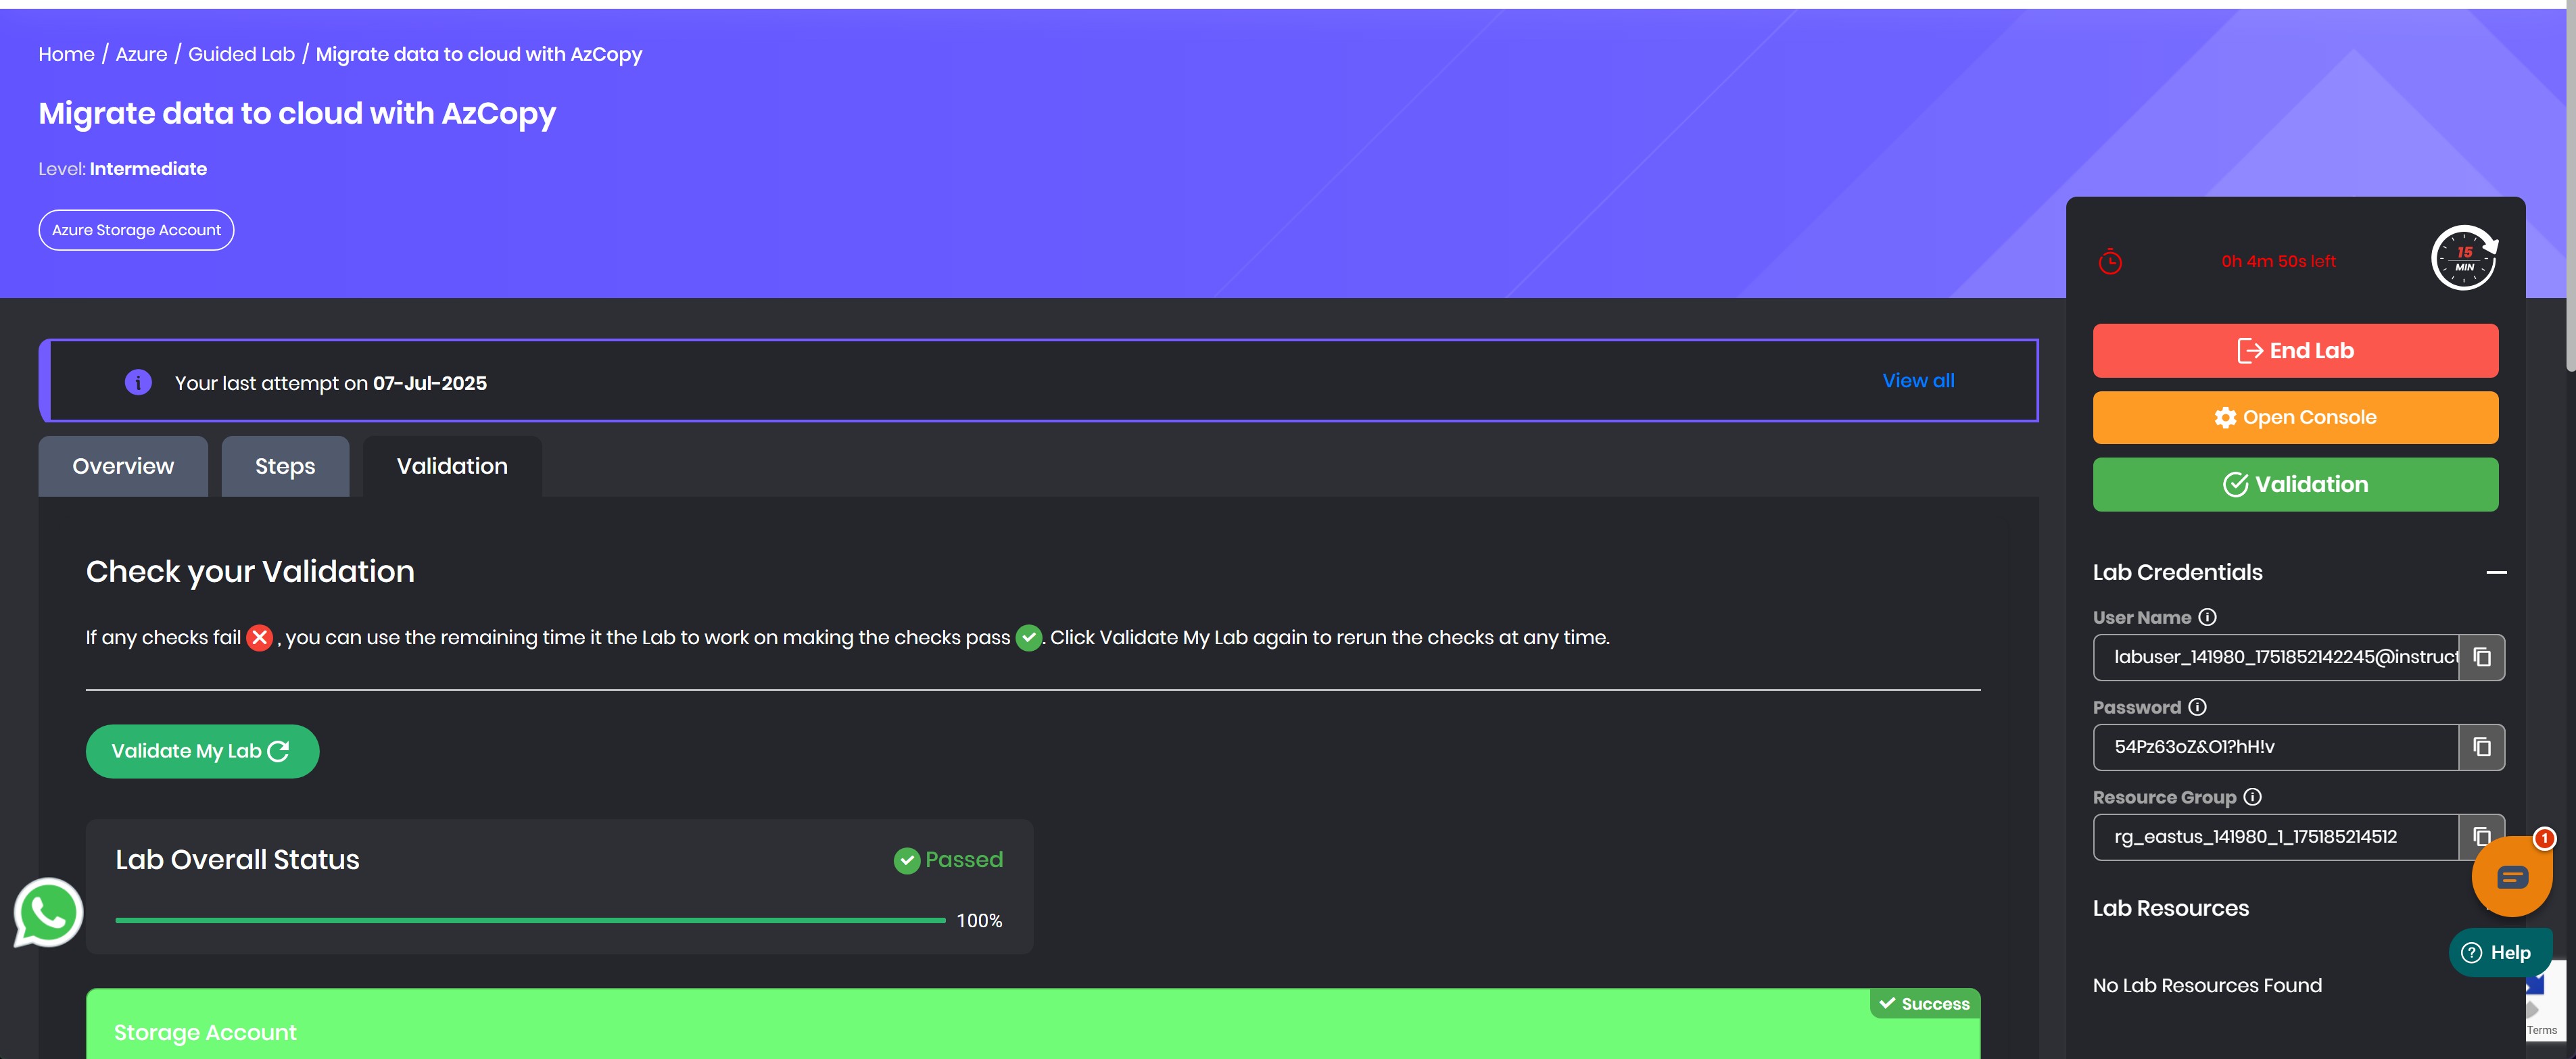 Home / Azure / Guided Lab / Migrate data to cloud with AzCopy
Migrate data to cloud with AzCopy
Level: Intermediate
Azure Storage Account
0h 4m 50s left
15
MIN
End Lab
Open Console
Validation
Your last attempt on 07-Jul-2025
View all
Overview
Steps
Validation
Check your Validation
If any checks fail , you can use the remaining time it the Lab to work on making the checks pass . Click Validate My Lab again to rerun the checks at any time.
Validate My Lab
Lab Overall Status
Passed
100%
Success
Storage Account
Lab Credentials
User Name
labuser_141980_1751852142245@instruct
Password
54Pz63oZ&O1?hH!v
Resource Group
rg_eastus_141980_1_175185214512
1
Lab Resources
Help
No Lab Resources Found
Terms